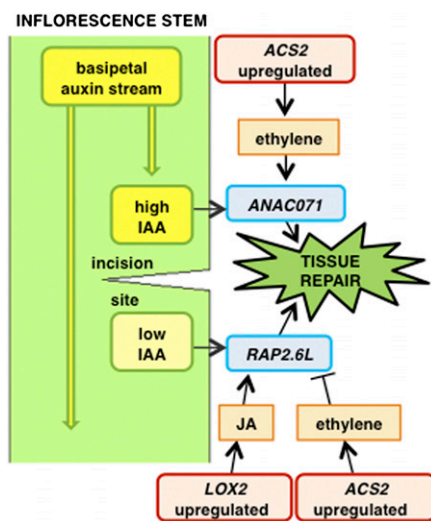 INFLORESCENCE STEM
basipetal
auxin stream
ACS2
upregulated
ethylene
high
IAA
ANAC071
incision
site
TISSUE
REPAIR
low
IAA
RAP2.6L
JA
ethylene
LOX2
upregulated
ACS2
upregulated